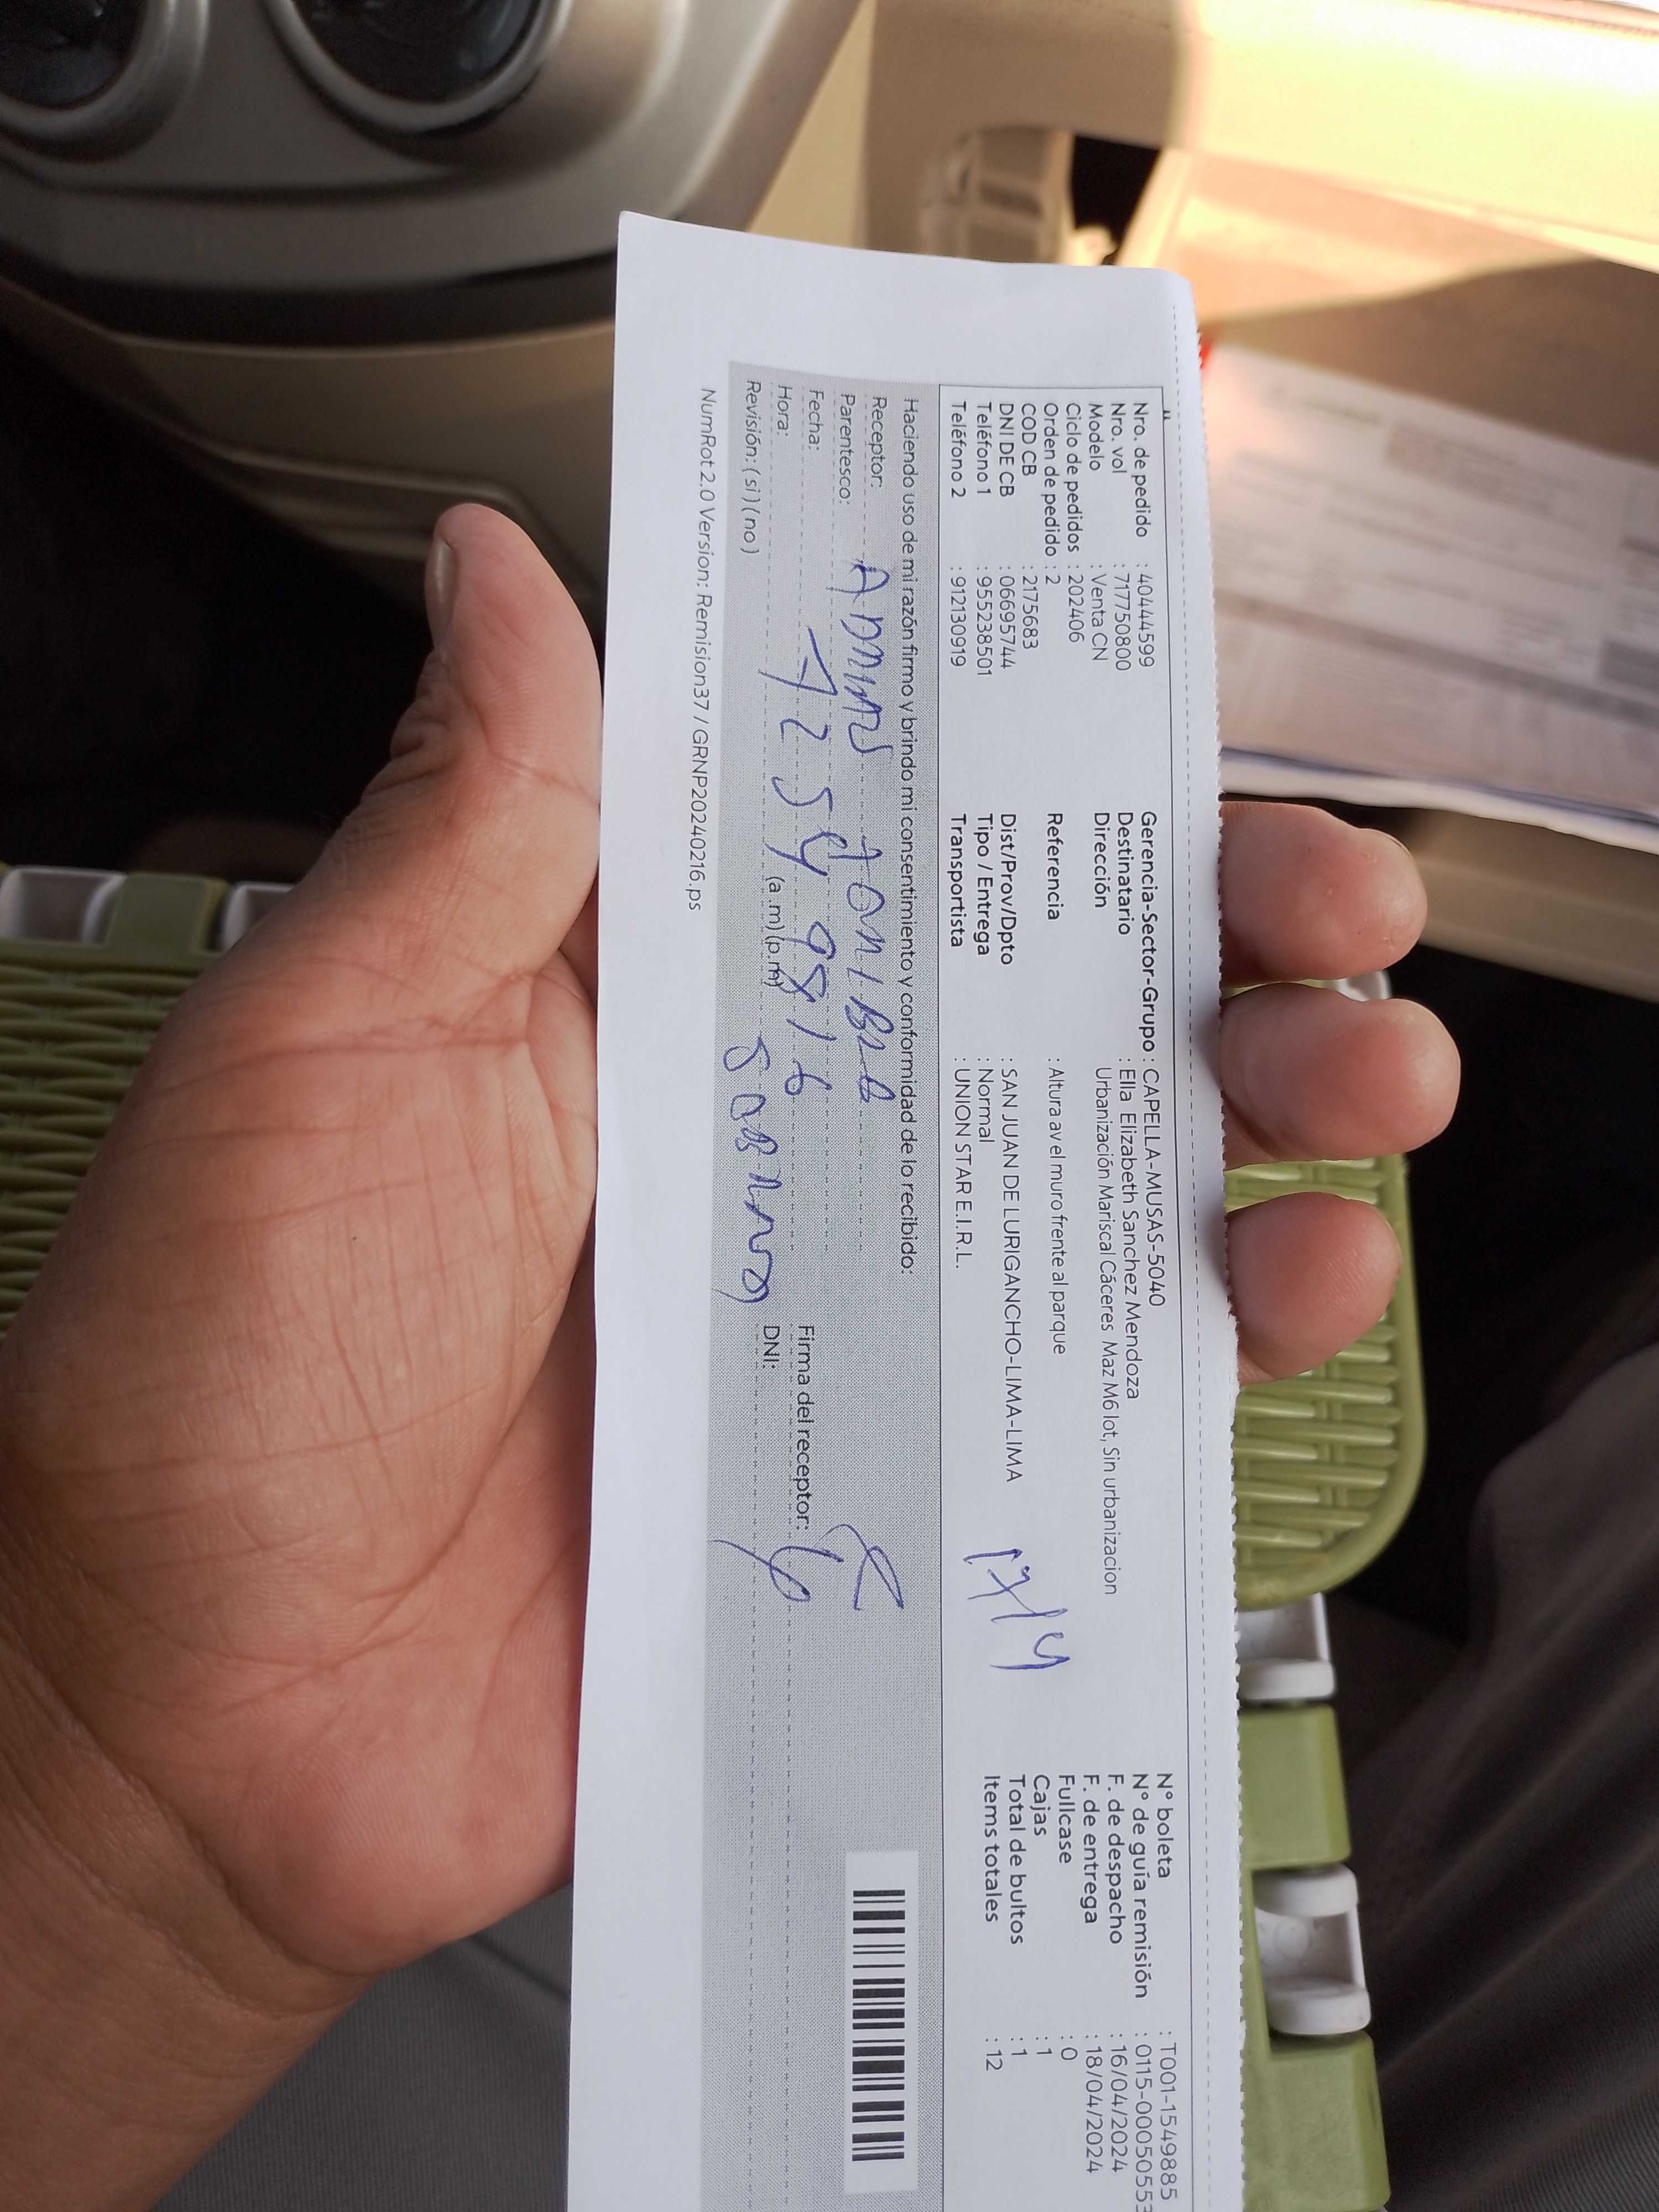 Nro. de pedido : 40444599
Nro. vol : 717750800
Modelo : Venta CN
Ciclo de pedidos : 202406
Orden de pedido : 2
COD CB : 2175683
DNI DE CB : 06695744
Teléfono 1 : 955238501
Teléfono 2 : 912130919
Gerencia-Sector-Grupo : CAPELLA-MUSAS-5040
Destinatario : Ella Elizabeth Sanchez Mendoza
Dirección Urbanización Mariscal Cáceres Maz M6 lot, Sin urbanizacion
Referencia : Altura av el muro frente al parque
Dist/Prov/Dpto : SAN JUAN DE LURIGANCHO-LIMA-LIMA
Tipo / Entrega : Normal
Transportista : UNION STAR E.I.R.L.
N° boleta : T001-1549885
N° de guía remisión : 0115-00050553
F. de despacho : 16/04/2024
F. de entrega : 18/04/2024
Fullcase : 0
Cajas : 1
Total de bultos : 1
Items totales : 12
Haciendo uso de mi razón firmo y brindo mi consentimiento y conformidad de lo recibido:
Receptor:
Parentesco:
Fecha:
Hora: (a.m)(p.m)
Revisión: (si)(no)
Firma del receptor:
DNI:
NumRot 2.0 Version: Remision37 / GRNP20240216.ps